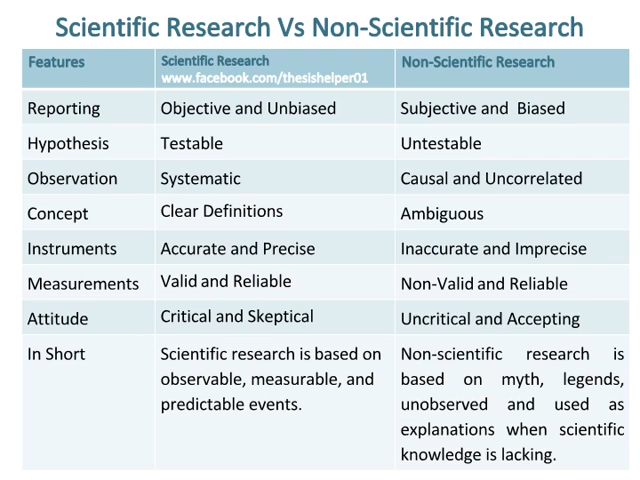 Scientific Research Vs Non-Scientific Research
Features Scientific Research Non-Scientific Research
www.facebook.com/thesishelper01
Reporting Objective and Unbiased Subjective and Biased
Hypothesis Testable Untestable
Observation Systematic Causal and Uncorrelated
Concept Clear Definitions Ambiguous
Instruments Accurate and Precise Inaccurate and Imprecise
Measurements Valid and Reliable Non-Valid and Reliable
Attitude Critical and Skeptical Uncritical and Accepting
In Short Scientific research is based on Non-scientific research is
observable, measurable, and based on myth, legends,
predictable events. unobserved and used as
explanations when scientific
knowledge is lacking.